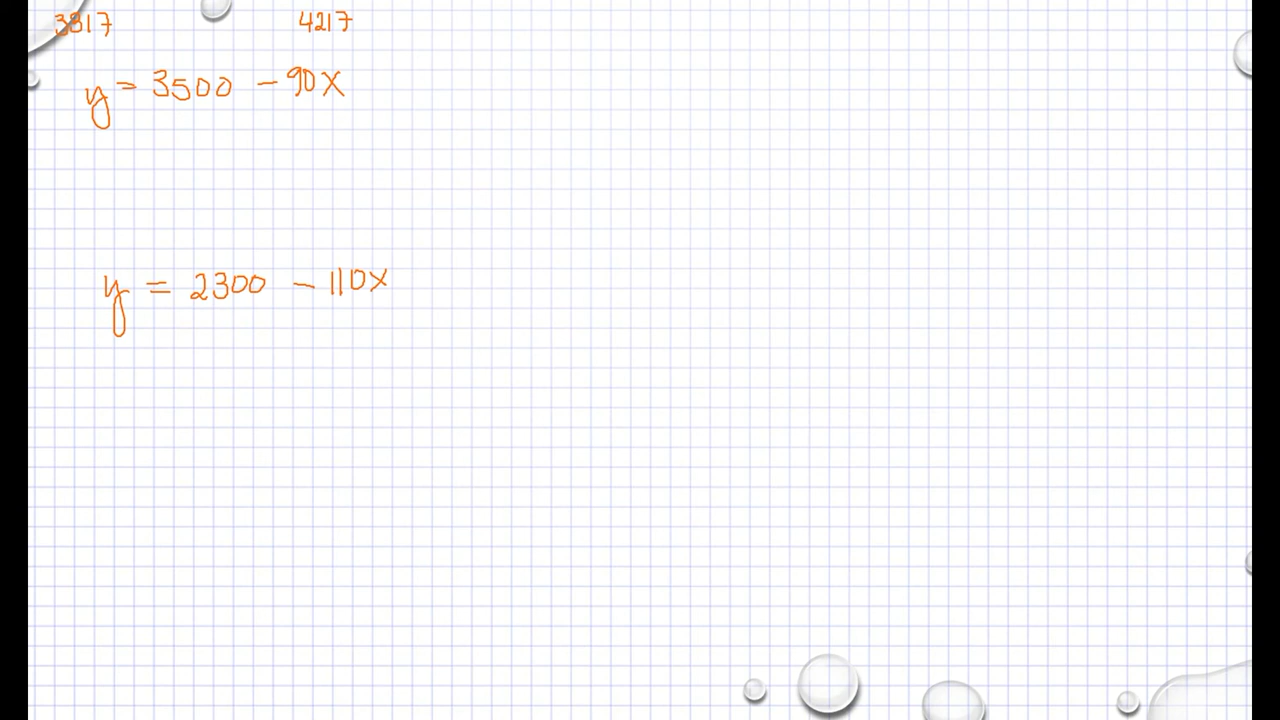 3817 4217
y = 3500 - 90x
y = 2300 - 110x